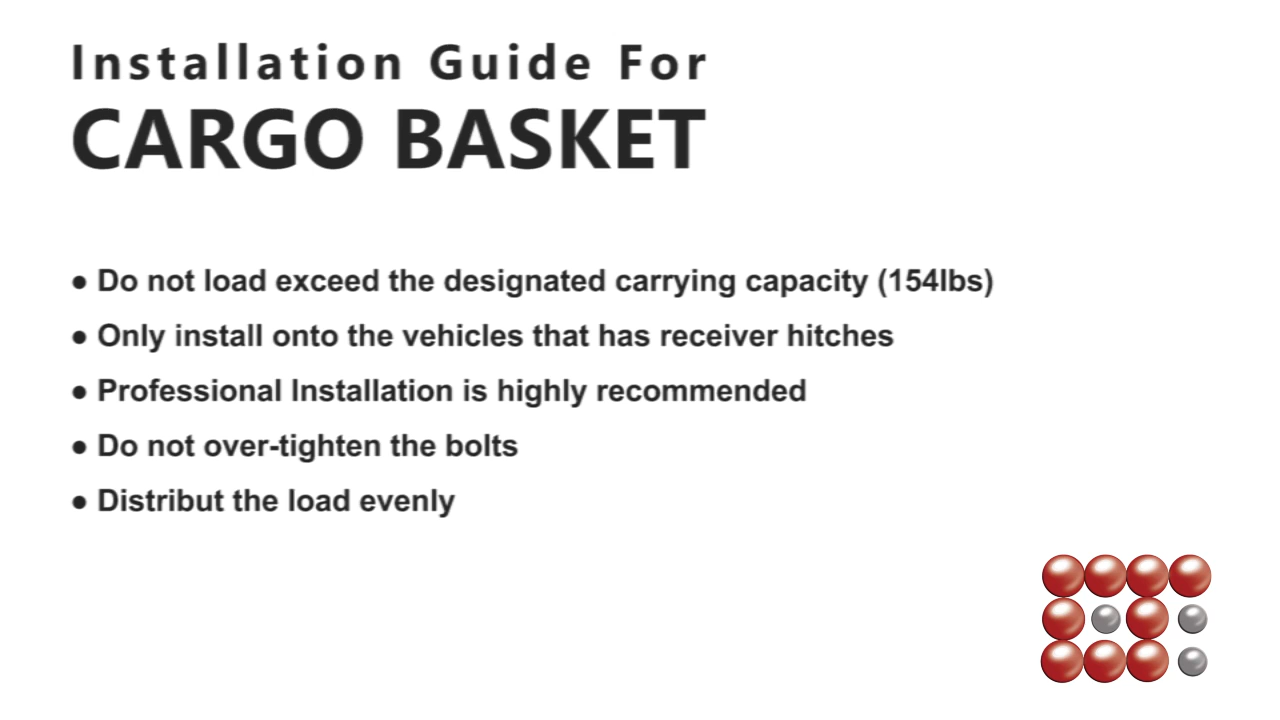 Installation Guide For
CARGO BASKET
● Do not load exceed the designated carrying capacity (154lbs)
● Only install onto the vehicles that has receiver hitches
● Professional Installation is highly recommended
● Do not over-tighten the bolts
● Distribut the load evenly